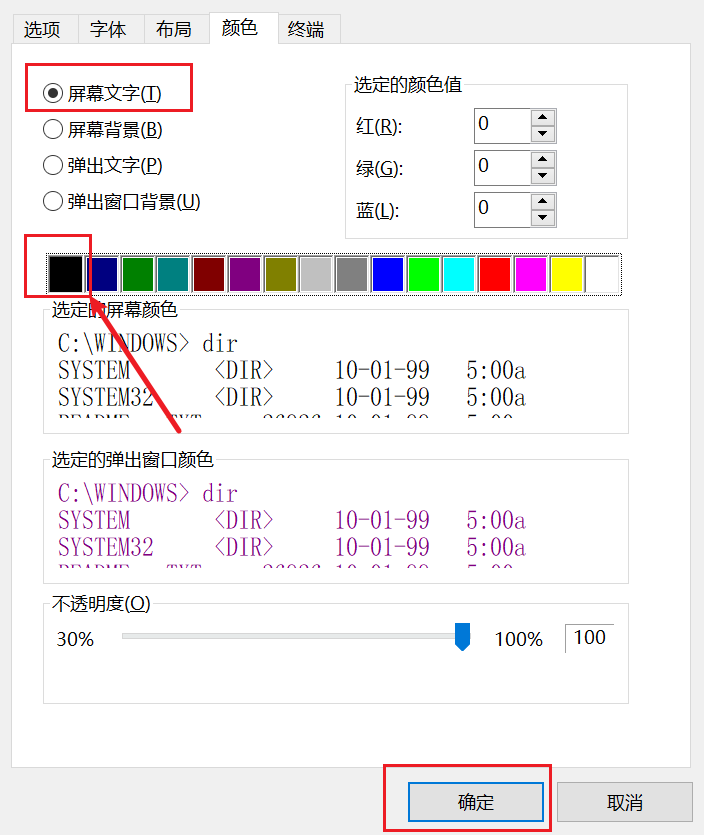 选项 字体 布局 颜色 终端
屏幕文字(T)
屏幕背景(B)
弹出文字(P)
弹出窗口背景(U)
选定的颜色值
红(R): 0
绿(G): 0
蓝(L): 0
选定的屏幕颜色
C:\WINDOWS> dir
SYSTEM <DIR> 10-01-99 5:00a
SYSTEM32 <DIR> 10-01-99 5:00a
选定的弹出窗口颜色
C:\WINDOWS> dir
SYSTEM <DIR> 10-01-99 5:00a
SYSTEM32 <DIR> 10-01-99 5:00a
不透明度(O)
30% 100% 100
确定 取消